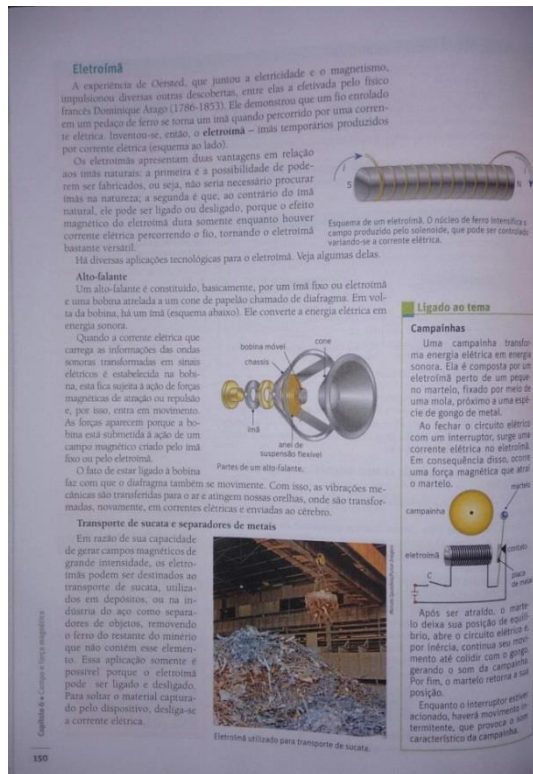 Eletroímã
A experiência de Oersted, que juntou a eletricidade e o magnetismo,
impulsionou diversas outras descobertas, entre elas a efetivada pelo físico
francês Dominique Arago (1786-1853). Ele demonstrou que um fio enrolado
em um pedaço de ferro se torna um imã quando percorrido por uma corren-
te elétrica. Inventou-se, então, o eletroímã – imãs temporários produzidos
por corrente elétrica (esquema ao lado).
Os eletroímãs apresentam duas vantagens em relação
aos imãs naturais: a primeira é a possibilidade de pode-
rem ser fabricados, ou seja, não seria necessário procurar
imãs na natureza; a segunda é que, ao contrário do imã
natural, ele pode ser ligado ou desligado, porque o efeito
magnético do eletroímã dura somente enquanto houver
corrente elétrica percorrendo o fio, tornando o eletroímã
bastante versátil.
i
S
N
Esquema de um eletroímã. O núcleo de ferro intensifica o
campo produzido pelo solenoide, que pode ser controlado
variando-se a corrente elétrica.
Há diversas aplicações tecnológicas para o eletroímã. Veja algumas delas.
Alto-falante
Um alto-falante é constituído, basicamente, por um imã fixo ou eletroímã
e uma bobina atrelada a um cone de papelão chamado de diafragma. Em vol-
ta da bobina, há um imã (esquema abaixo). Ele converte a energia elétrica em
energia sonora.
Quando a corrente elétrica que
carrega as informações das ondas
sonoras transformadas em sinais
elétricos é estabelecida na bobi-
na, esta fica sujeita à ação de forças
magnéticas de atração ou repulsão
e, por isso, entra em movimento.
As forças aparecem porque a bo-
bina está submetida à ação de um
campo magnético criado pelo imã
fixo ou pelo eletroímã.
bobina móvel
cone
chassis
imã
anel de
suspensão flexível
Partes de um alto-falante.
O fato de estar ligado à bobina
faz com que o diafragma também se movimente. Com isso, as vibrações me-
cânicas são transferidas para o ar e atingem nossas orelhas, onde são transfor-
madas, novamente, em correntes elétricas e enviadas ao cérebro.
Transporte de sucata e separadores de metais
Em razão de sua capacidade
de gerar campos magnéticos de
grande intensidade, os eletro-
ímãs podem ser destinados ao
transporte de sucata, utiliza-
dos em depósitos, ou na in-
dústria do aço como separa-
dores de objetos, removendo
o ferro do restante do minério
que não contém esse elemen-
to. Essa aplicação somente é
possível porque o eletroímã
pode ser ligado e desligado.
Para soltar o material captura-
do pelo dispositivo, desliga-se
a corrente elétrica.
Eletroímã utilizado para transporte de sucata.
Ligado ao tema
Campainhas
Uma campainha transfor-
ma energia elétrica em energia
sonora. Ela é composta por um
eletroímã perto de um peque-
no martelo, fixado por meio de
uma mola, próximo a uma espé-
cie de gongo de metal.
Ao fechar o circuito elétrico
com um interruptor, surge uma
corrente elétrica no eletroímã.
Em consequência disso, ocorre
uma força magnética que atrai
o martelo.
martelo
campainha
eletroímã
contato
placa
de metal
C
Após ser atraído, o marte-
lo deixa sua posição de equilí-
brio, abre o circuito elétrico e,
por inércia, continua seu movi-
mento até colidir com o gongo,
gerando o som da campainha.
Por fim, o martelo retorna a sua
posição.
Enquanto o interruptor estiver
acionado, haverá movimento in-
termitente, que provoca o som
característico da campainha.
Capítulo 6 • Campo e força magnética
150